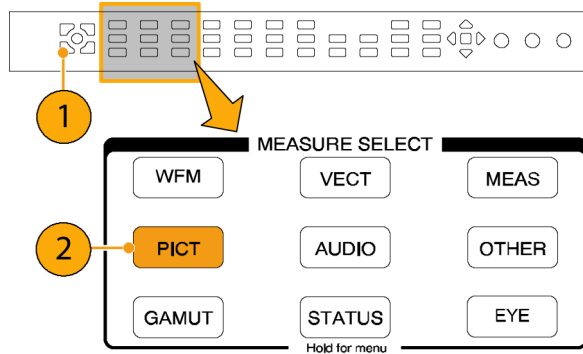 1
MEASURE SELECT
WFM VECT MEAS
2
PICT AUDIO OTHER
GAMUT STATUS EYE
Hold for menu